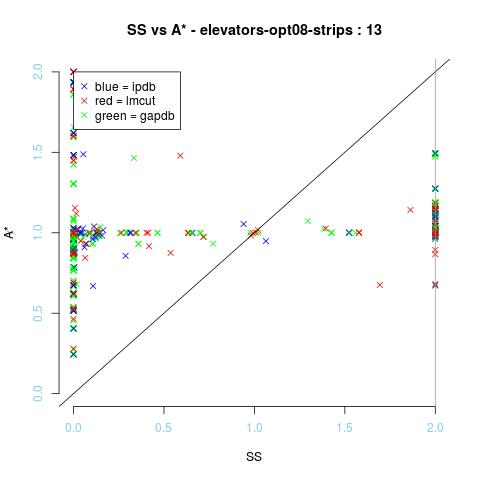 SS vs A* - elevators-opt08-strips : 13
blue = ipdb
red = lmcut
green = gapdb
2.0
1.5
1.0
0.5
0.0
A*
0.0 0.5 1.0 1.5 2.0
SS